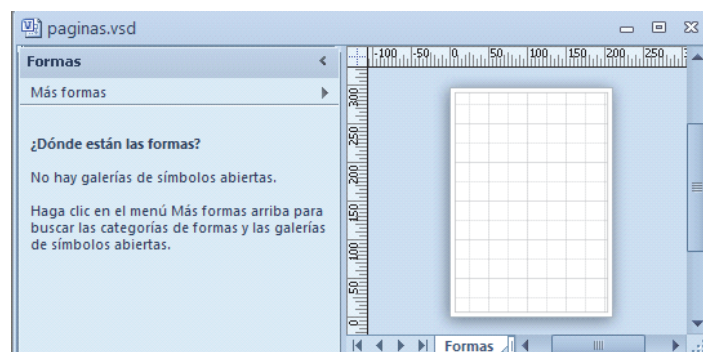 paginas.vsd
Formas
Más formas
¿Dónde están las formas?
No hay galerías de símbolos abiertas.
Haga clic en el menú Más formas arriba para
buscar las categorías de formas y las galerías
de símbolos abiertas.
-100 -50 0 50 100 150 200 250
300
250
200
150
100
50
0
Formas